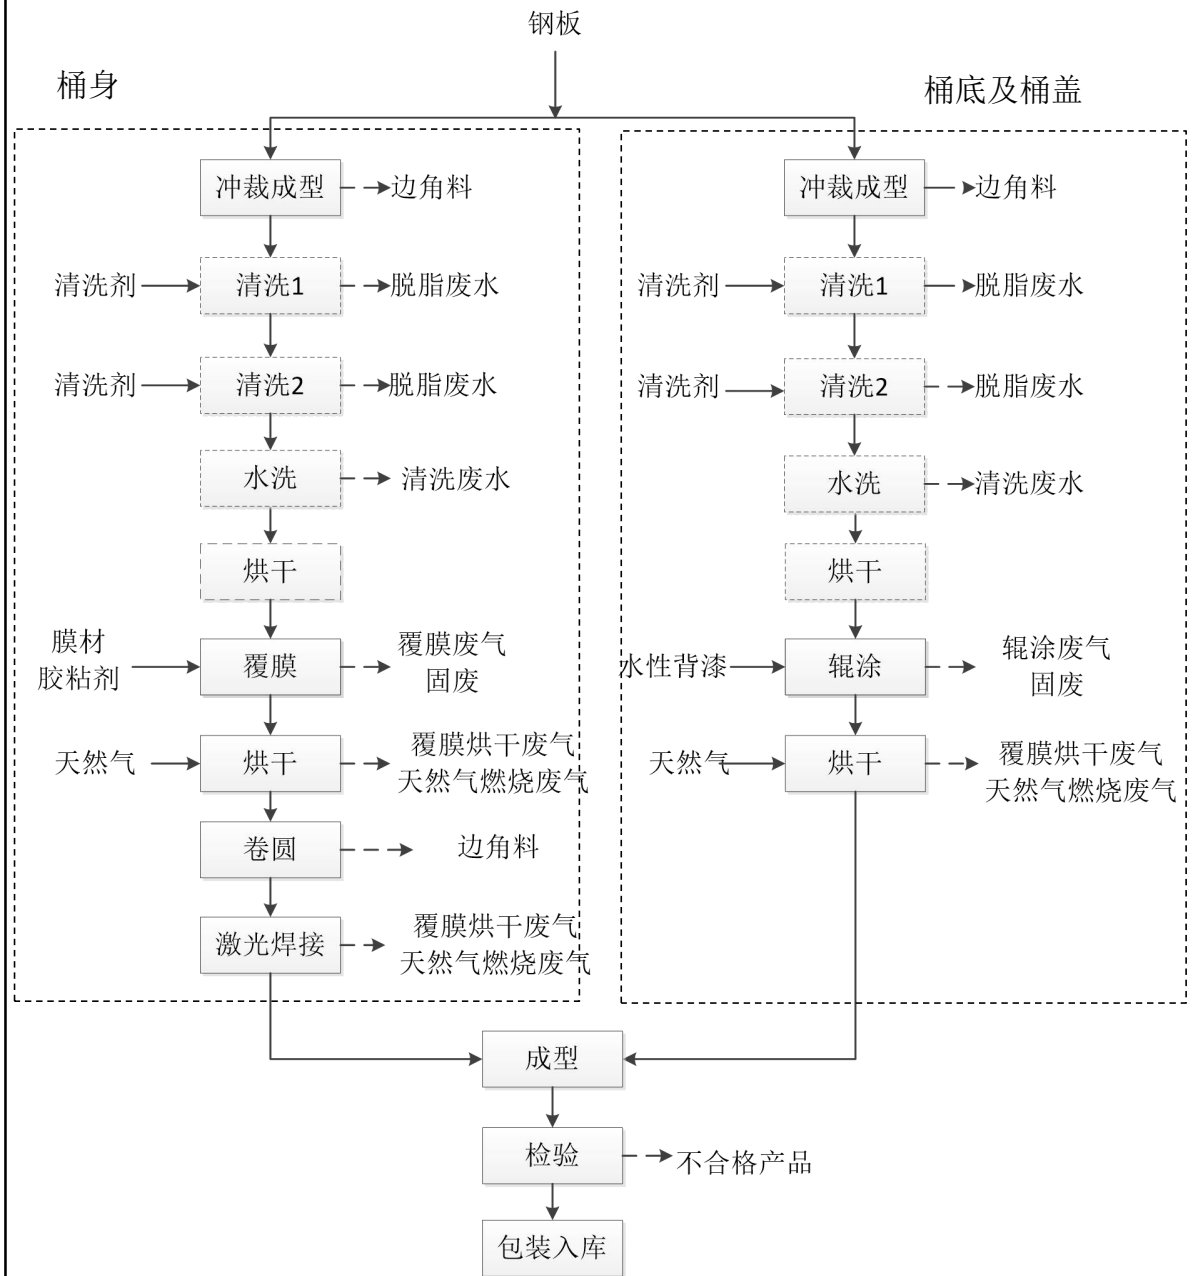 钢板
桶身
桶底及桶盖
冲裁成型
边角料
清洗剂
清洗1
脱脂废水
清洗剂
清洗2
脱脂废水
水洗
清洗废水
烘干
膜材
胶粘剂
覆膜
覆膜废气
固废
天然气
烘干
覆膜烘干废气
天然气燃烧废气
卷圆
边角料
激光焊接
覆膜烘干废气
天然气燃烧废气
冲裁成型
边角料
清洗剂
清洗1
脱脂废水
清洗剂
清洗2
脱脂废水
水洗
清洗废水
烘干
水性背漆
辊涂
辊涂废气
固废
天然气
烘干
覆膜烘干废气
天然气燃烧废气
成型
检验
不合格产品
包装入库